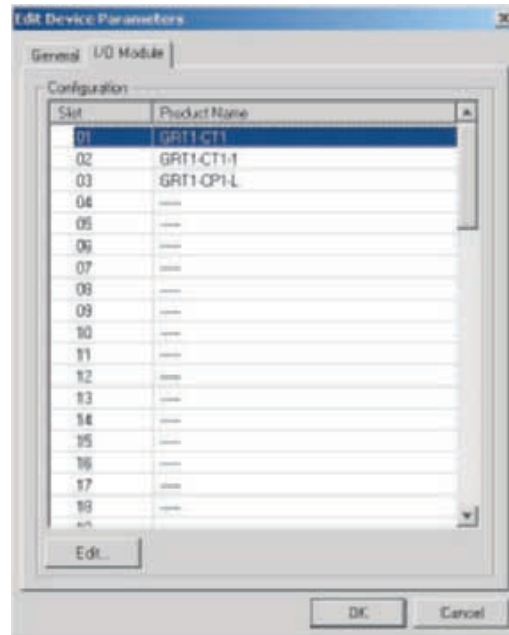 Edit Device Parameters
General I/O Module
Configuration
Slot Product Name
01 GRT1-CT1
02 GRT1-CT1-1
03 GRT1-CP1-L
04 ----
05 ----
06 ----
07 ----
08 ----
09 ----
10 ----
11 ----
12 ----
13 ----
14 ----
15 ----
16 ----
17 ----
18 ----
Edit...
OK Cancel